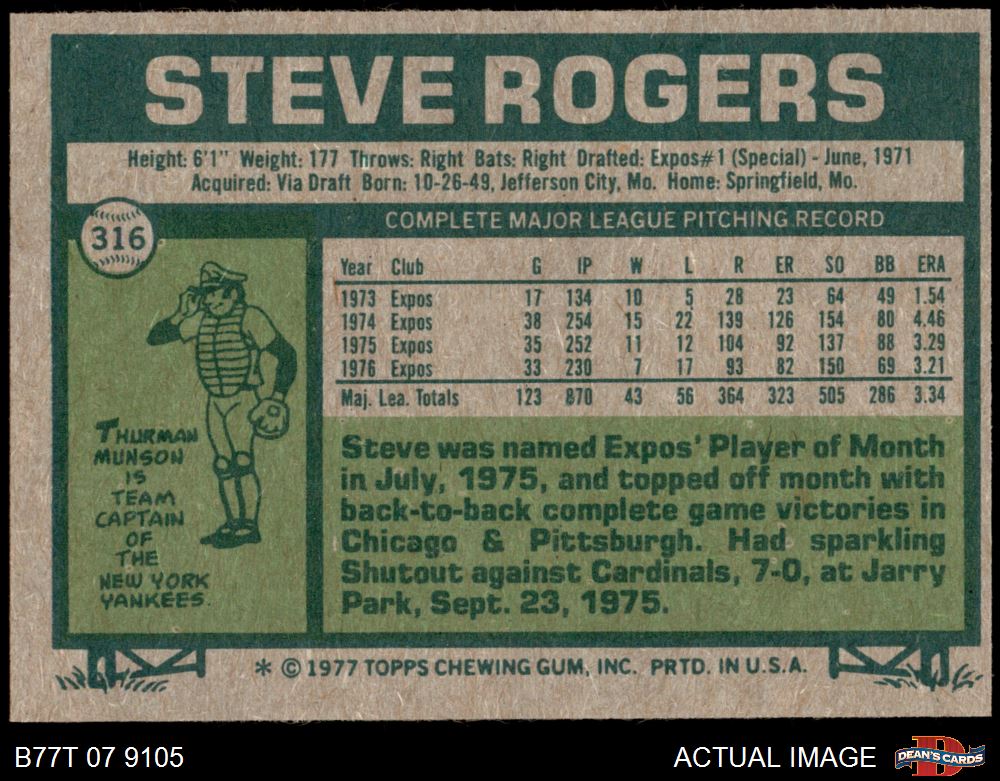 STEVE ROGERS
Height: 6'1" Weight: 177 Throws: Right Bats: Right Drafted: Expos#1 (Special) - June, 1971
Acquired: Via Draft Born: 10-26-49, Jefferson City, Mo. Home: Springfield, Mo.
316
COMPLETE MAJOR LEAGUE PITCHING RECORD
Year Club G IP W L R ER SO BB ERA
1973 Expos 17 134 10 5 28 23 64 49 1.54
1974 Expos 38 254 15 22 139 126 154 80 4.46
1975 Expos 35 252 11 12 104 92 137 88 3.29
1976 Expos 33 230 7 17 93 82 150 69 3.21
Maj. Lea. Totals 123 870 43 56 364 323 505 286 3.34
THURMAN
MUNSON
IS
TEAM
CAPTAIN
OF
THE
NEW YORK
YANKEES.
Steve was named Expos' Player of Month
in July, 1975, and topped off month with
back-to-back complete game victories in
Chicago & Pittsburgh. Had sparkling
Shutout against Cardinals, 7-0, at Jarry
Park, Sept. 23, 1975.
* © 1977 TOPPS CHEWING GUM, INC. PRTD. IN U.S.A.
B77T 07 9105
ACTUAL IMAGE
D
DEAN'S CARDS